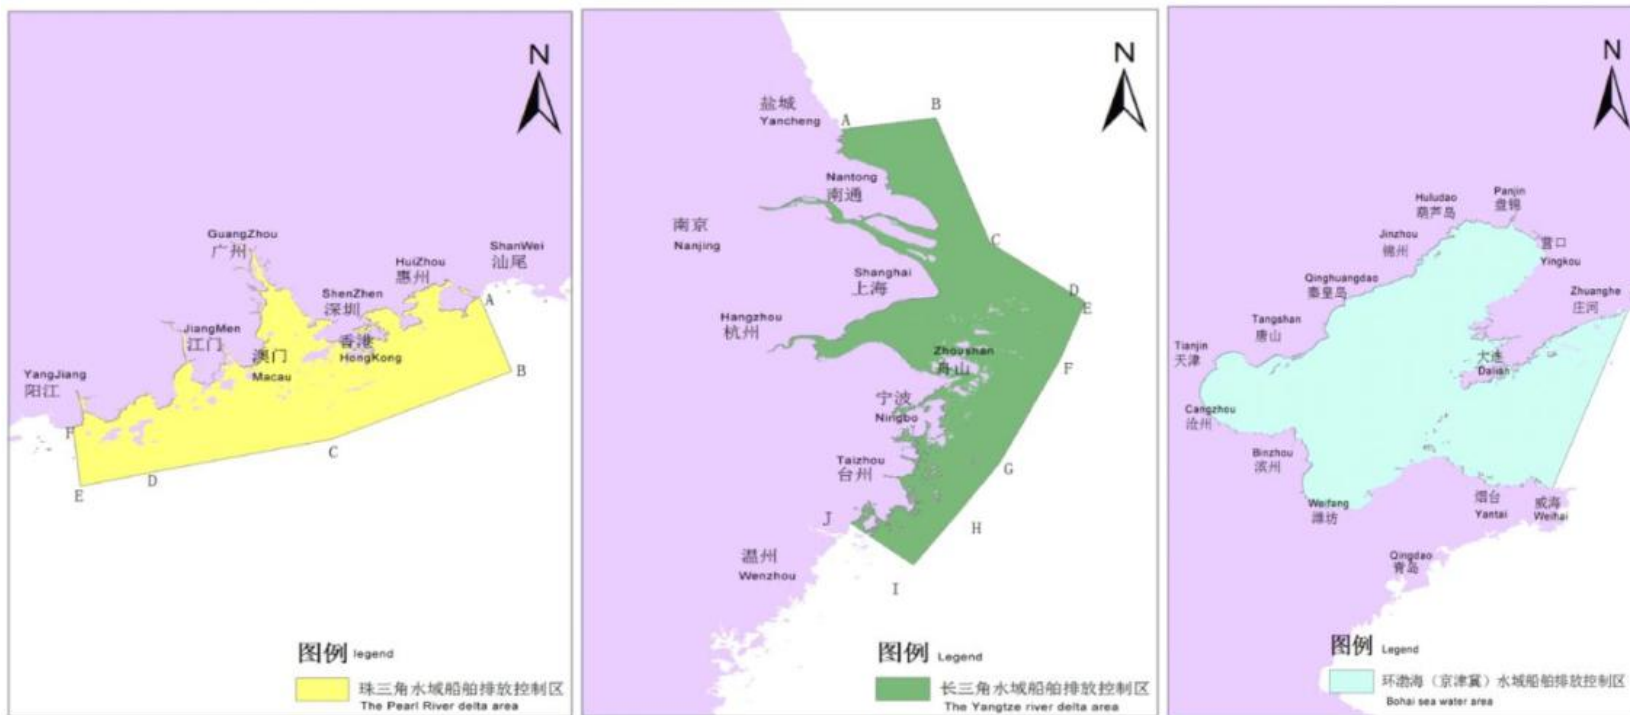 N
GuangZhou
广州
ShanWei
汕尾
HuiZhou
惠州
ShenZhen
深圳
A
JiangMen
江门
香港
HongKong
澳门
Macau
B
YangJiang
阳江
F
C
D
E
图例 legend
珠三角水域船舶排放控制区
The Pearl River delta area
N
盐城
Yancheng
A
B
Nantong
南通
南京
Nanjing
C
Shanghai
上海
D
E
Hangzhou
杭州
Zhoushan
舟山
F
宁波
Ningbo
Taizhou
台州
G
J
H
温州
Wenzhou
I
图例 Legend
长三角水域船舶排放控制区
The Yangtze river delta area
N
Huludao
葫芦岛
Panjin
盘锦
Jinzhou
锦州
营口
Yingkou
Qinghuangdao
秦皇岛
Zhuanghe
庄河
Tangshan
唐山
Tianjin
天津
大连
Dalian
Cangzhou
沧州
Binzhou
滨州
Weifang
潍坊
烟台
Yantai
威海
Weihai
Qingdao
青岛
图例 Legend
环渤海（京津冀）水域船舶排放控制区
Bohai sea water area